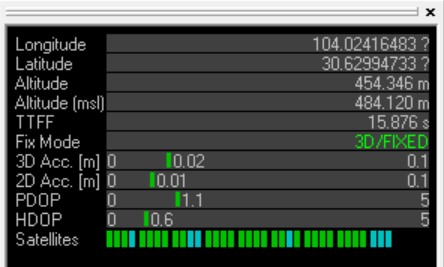 Longitude 104.02416483 ?
Latitude 30.62994733 ?
Altitude 454.346 m
Altitude (msl) 484.120 m
TTFF 15.876 s
Fix Mode 3D/FIXED
3D Acc. [m] 0 0.02 0.1
2D Acc. [m] 0 0.01 0.1
PDOP 0 1.1 5
HDOP 0 0.6 5
Satellites